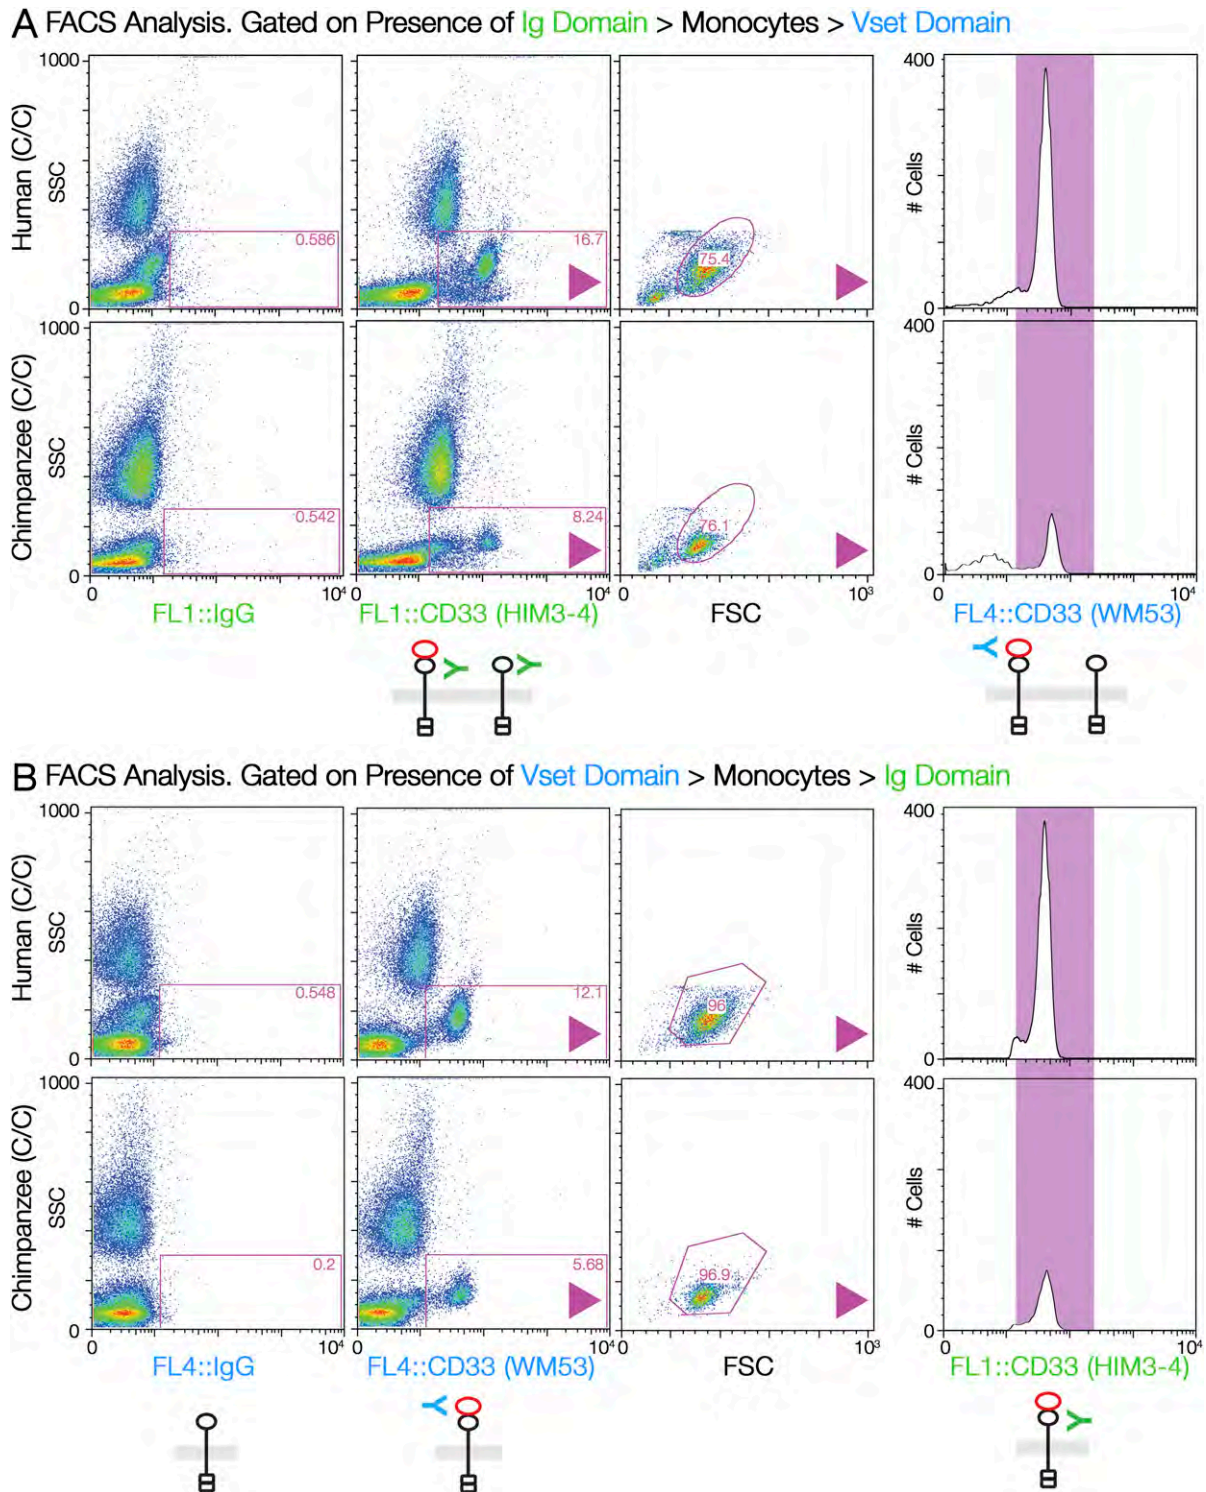 A FACS Analysis. Gated on Presence of Ig Domain > Monocytes > Vset Domain
Human (C/C)
SSC
1000
0
0.586
16.7
75.4
# Cells
400
0
Chimpanzee (C/C)
SSC
1000
0
0.542
8.24
76.1
# Cells
400
0
0 10⁴
0 10⁴
10³
0 10⁴
FL1::IgG
FL1::CD33 (HIM3-4)
FSC
FL4::CD33 (WM53)
B FACS Analysis. Gated on Presence of Vset Domain > Monocytes > Ig Domain
Human (C/C)
SSC
1000
0
0.548
12.1
96
# Cells
400
0
Chimpanzee (C/C)
SSC
1000
0
0.2
5.68
96.9
# Cells
400
0
0 10⁴
0 10⁴
10³
0 10⁴
FL4::IgG
FL4::CD33 (WM53)
FSC
FL1::CD33 (HIM3-4)